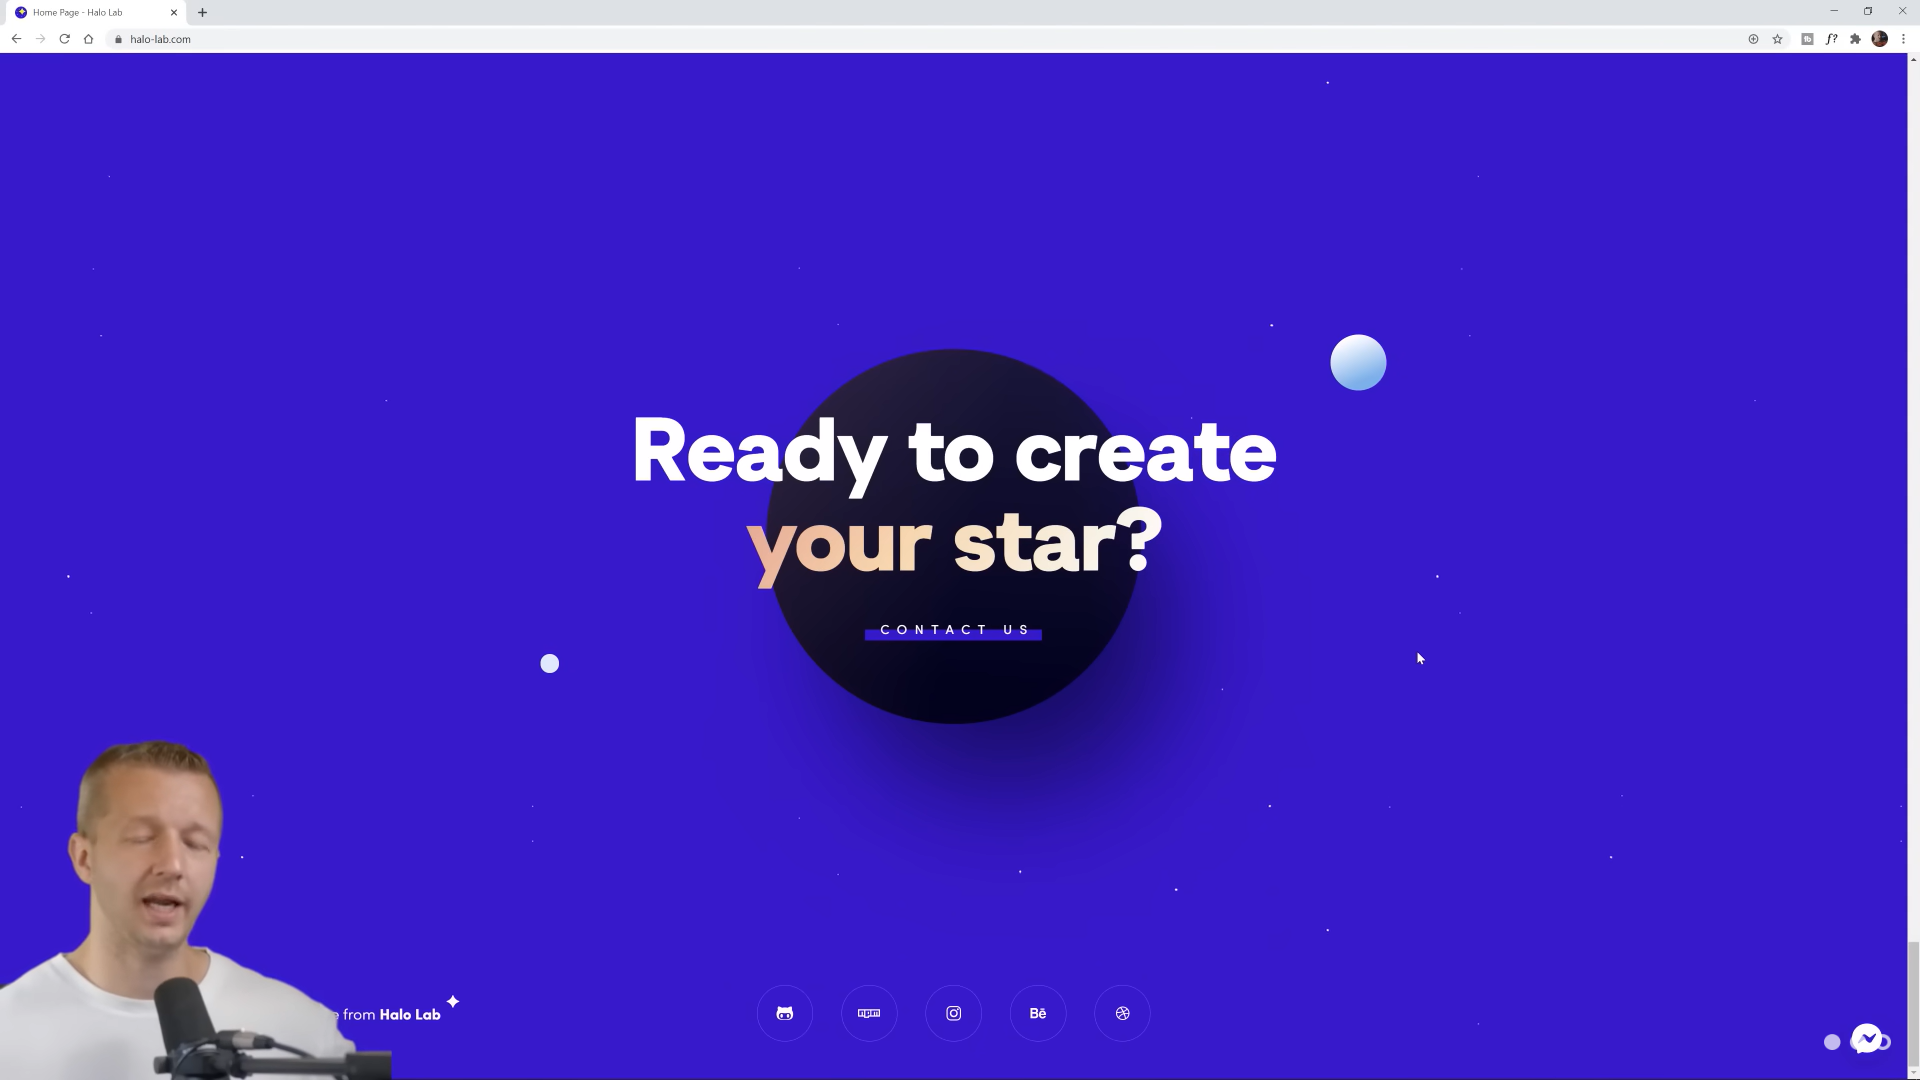 Home Page - Halo Lab
halo-lab.com
f?
Ready to create
your star?
CONTACT US
from Halo Lab
npm
Bē